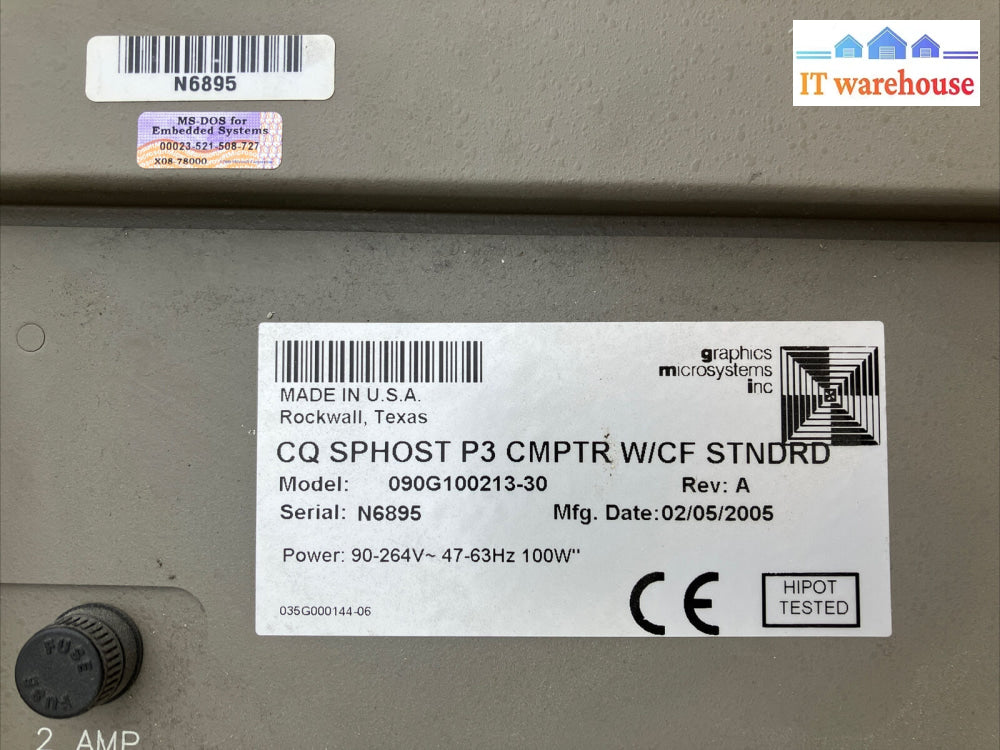 N6895
IT warehouse
MS-DOS for
Embedded Systems
00023-521-508-727
X08-78000
graphics
microsystems
inc
MADE IN U.S.A.
Rockwall, Texas
CQ SPHOST P3 CMPTR W/CF STNDRD
Model: 090G100213-30 Rev: A
Serial: N6895 Mfg. Date:02/05/2005
Power: 90-264V~ 47-63Hz 100W"
035G000144-06
CE
HIPOT
TESTED
FUSE
FUSE
2 AMP